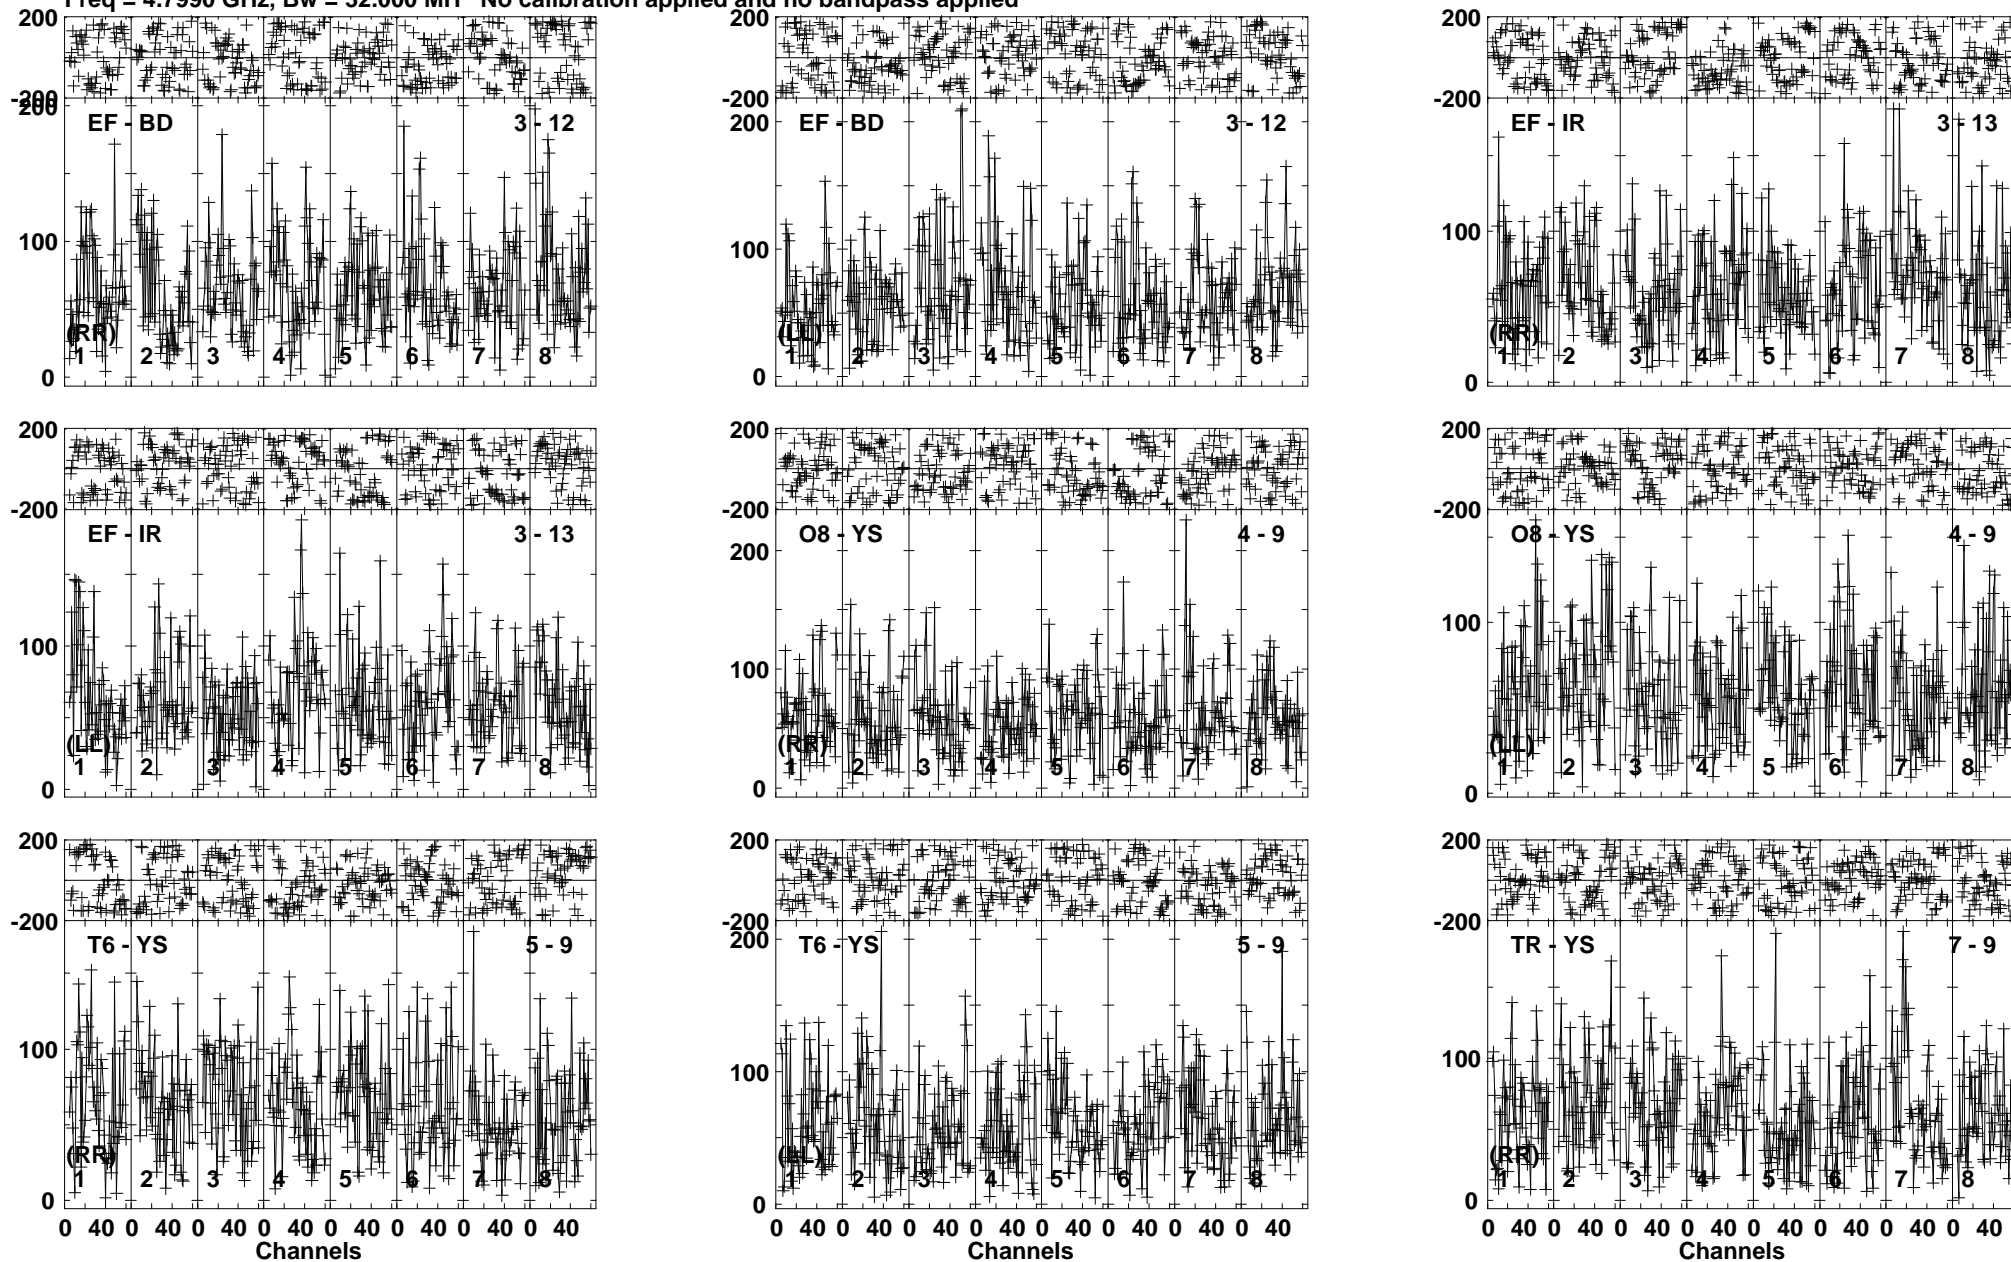 Freq = 4.7990 GHz, Bw = 32.000 MH No calibration applied and no bandpass applied
200 200 200
-200 -200 -200
200
EF - BD 3 - 12 200 EF - BD 3 - 12 EF - IR 3 - 13
100 100 100
(RR) (LL) (RR)
1 2 3 4 5 6 7 8 1 2 3 4 5 6 7 8 1 2 3 4 5 6 7 8
0 0 0
200 200 200
-200 -200 -200
EF - IR 3 - 13 O8 - YS 4 - 9 O8 - YS 4 - 9
200
100 100 100
(LL) (RR) (LL)
1 2 3 4 5 6 7 8 1 2 3 4 5 6 7 8 1 2 3 4 5 6 7 8
0 0 0
200 200 200
-200 -200 -200
T6 - YS 5 - 9 200 T6 - YS 5 - 9 TR - YS 7 - 9
100 100 100
(RR) (LL) (RR)
1 2 3 4 5 6 7 8 1 2 3 4 5 6 7 8 1 2 3 4 5 6 7 8
0 0 0
0 40 0 40 0 40 0 40 0 40 0 40 0 40 0 40 0 40 0 40 0 40 0 40 0 40 0 40 0 40 0 40 0 40 0 40 0 40 0 40 0 40 0 40 0 40 0 40
Channels Channels Channels